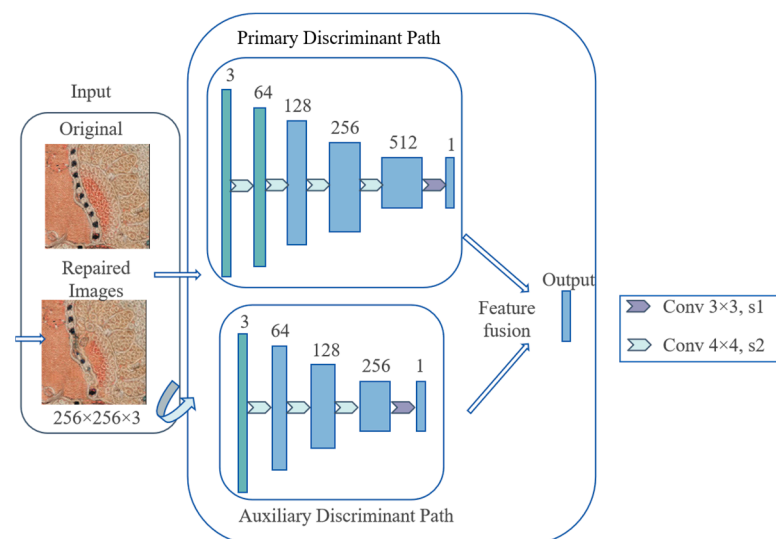 Primary Discriminant Path
Input
Original
Repaired
Images
256×256×3
3
64
128
256
512
1
3
64
128
256
1
Auxiliary Discriminant Path
Feature
fusion
Output
Conv 3×3, s1
Conv 4×4, s2